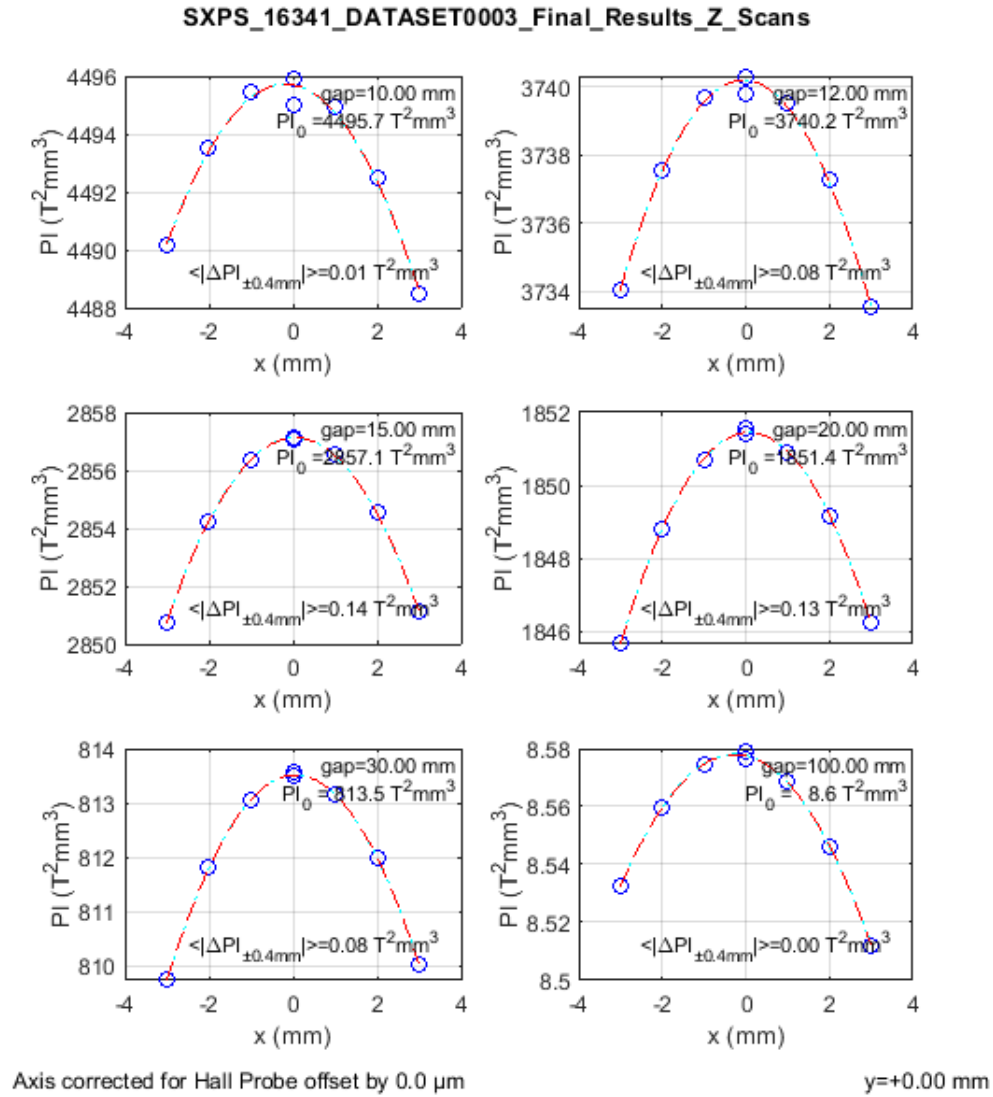 SXPS_16341_DATASET0003_Final_Results_Z_Scans
4496
4494
4492
4490
4488
PI (T²mm³)
gap=10.00 mm
PI₀ =4495.7 T²mm³
<|ΔPI±0.4mm|>=0.01 T²mm³
-4 -2 0 2 4
x (mm)
3740
3738
3736
3734
PI (T²mm³)
gap=12.00 mm
PI₀ =3740.2 T²mm³
<|ΔPI±0.4mm|>=0.08 T²mm³
-4 -2 0 2 4
x (mm)
2858
2856
2854
2852
2850
PI (T²mm³)
gap=15.00 mm
PI₀ =2857.1 T²mm³
<|ΔPI±0.4mm|>=0.14 T²mm³
-4 -2 0 2 4
x (mm)
1852
1850
1848
1846
PI (T²mm³)
gap=20.00 mm
PI₀ =1851.4 T²mm³
<|ΔPI±0.4mm|>=0.13 T²mm³
-4 -2 0 2 4
x (mm)
814
813
812
811
810
PI (T²mm³)
gap=30.00 mm
PI₀ = 813.5 T²mm³
<|ΔPI±0.4mm|>=0.08 T²mm³
-4 -2 0 2 4
x (mm)
8.58
8.56
8.54
8.52
8.5
PI (T²mm³)
gap=100.00 mm
PI₀ = 8.6 T²mm³
<|ΔPI±0.4mm|>=0.00 T²mm³
-4 -2 0 2 4
x (mm)
Axis corrected for Hall Probe offset by 0.0 μm
y=+0.00 mm